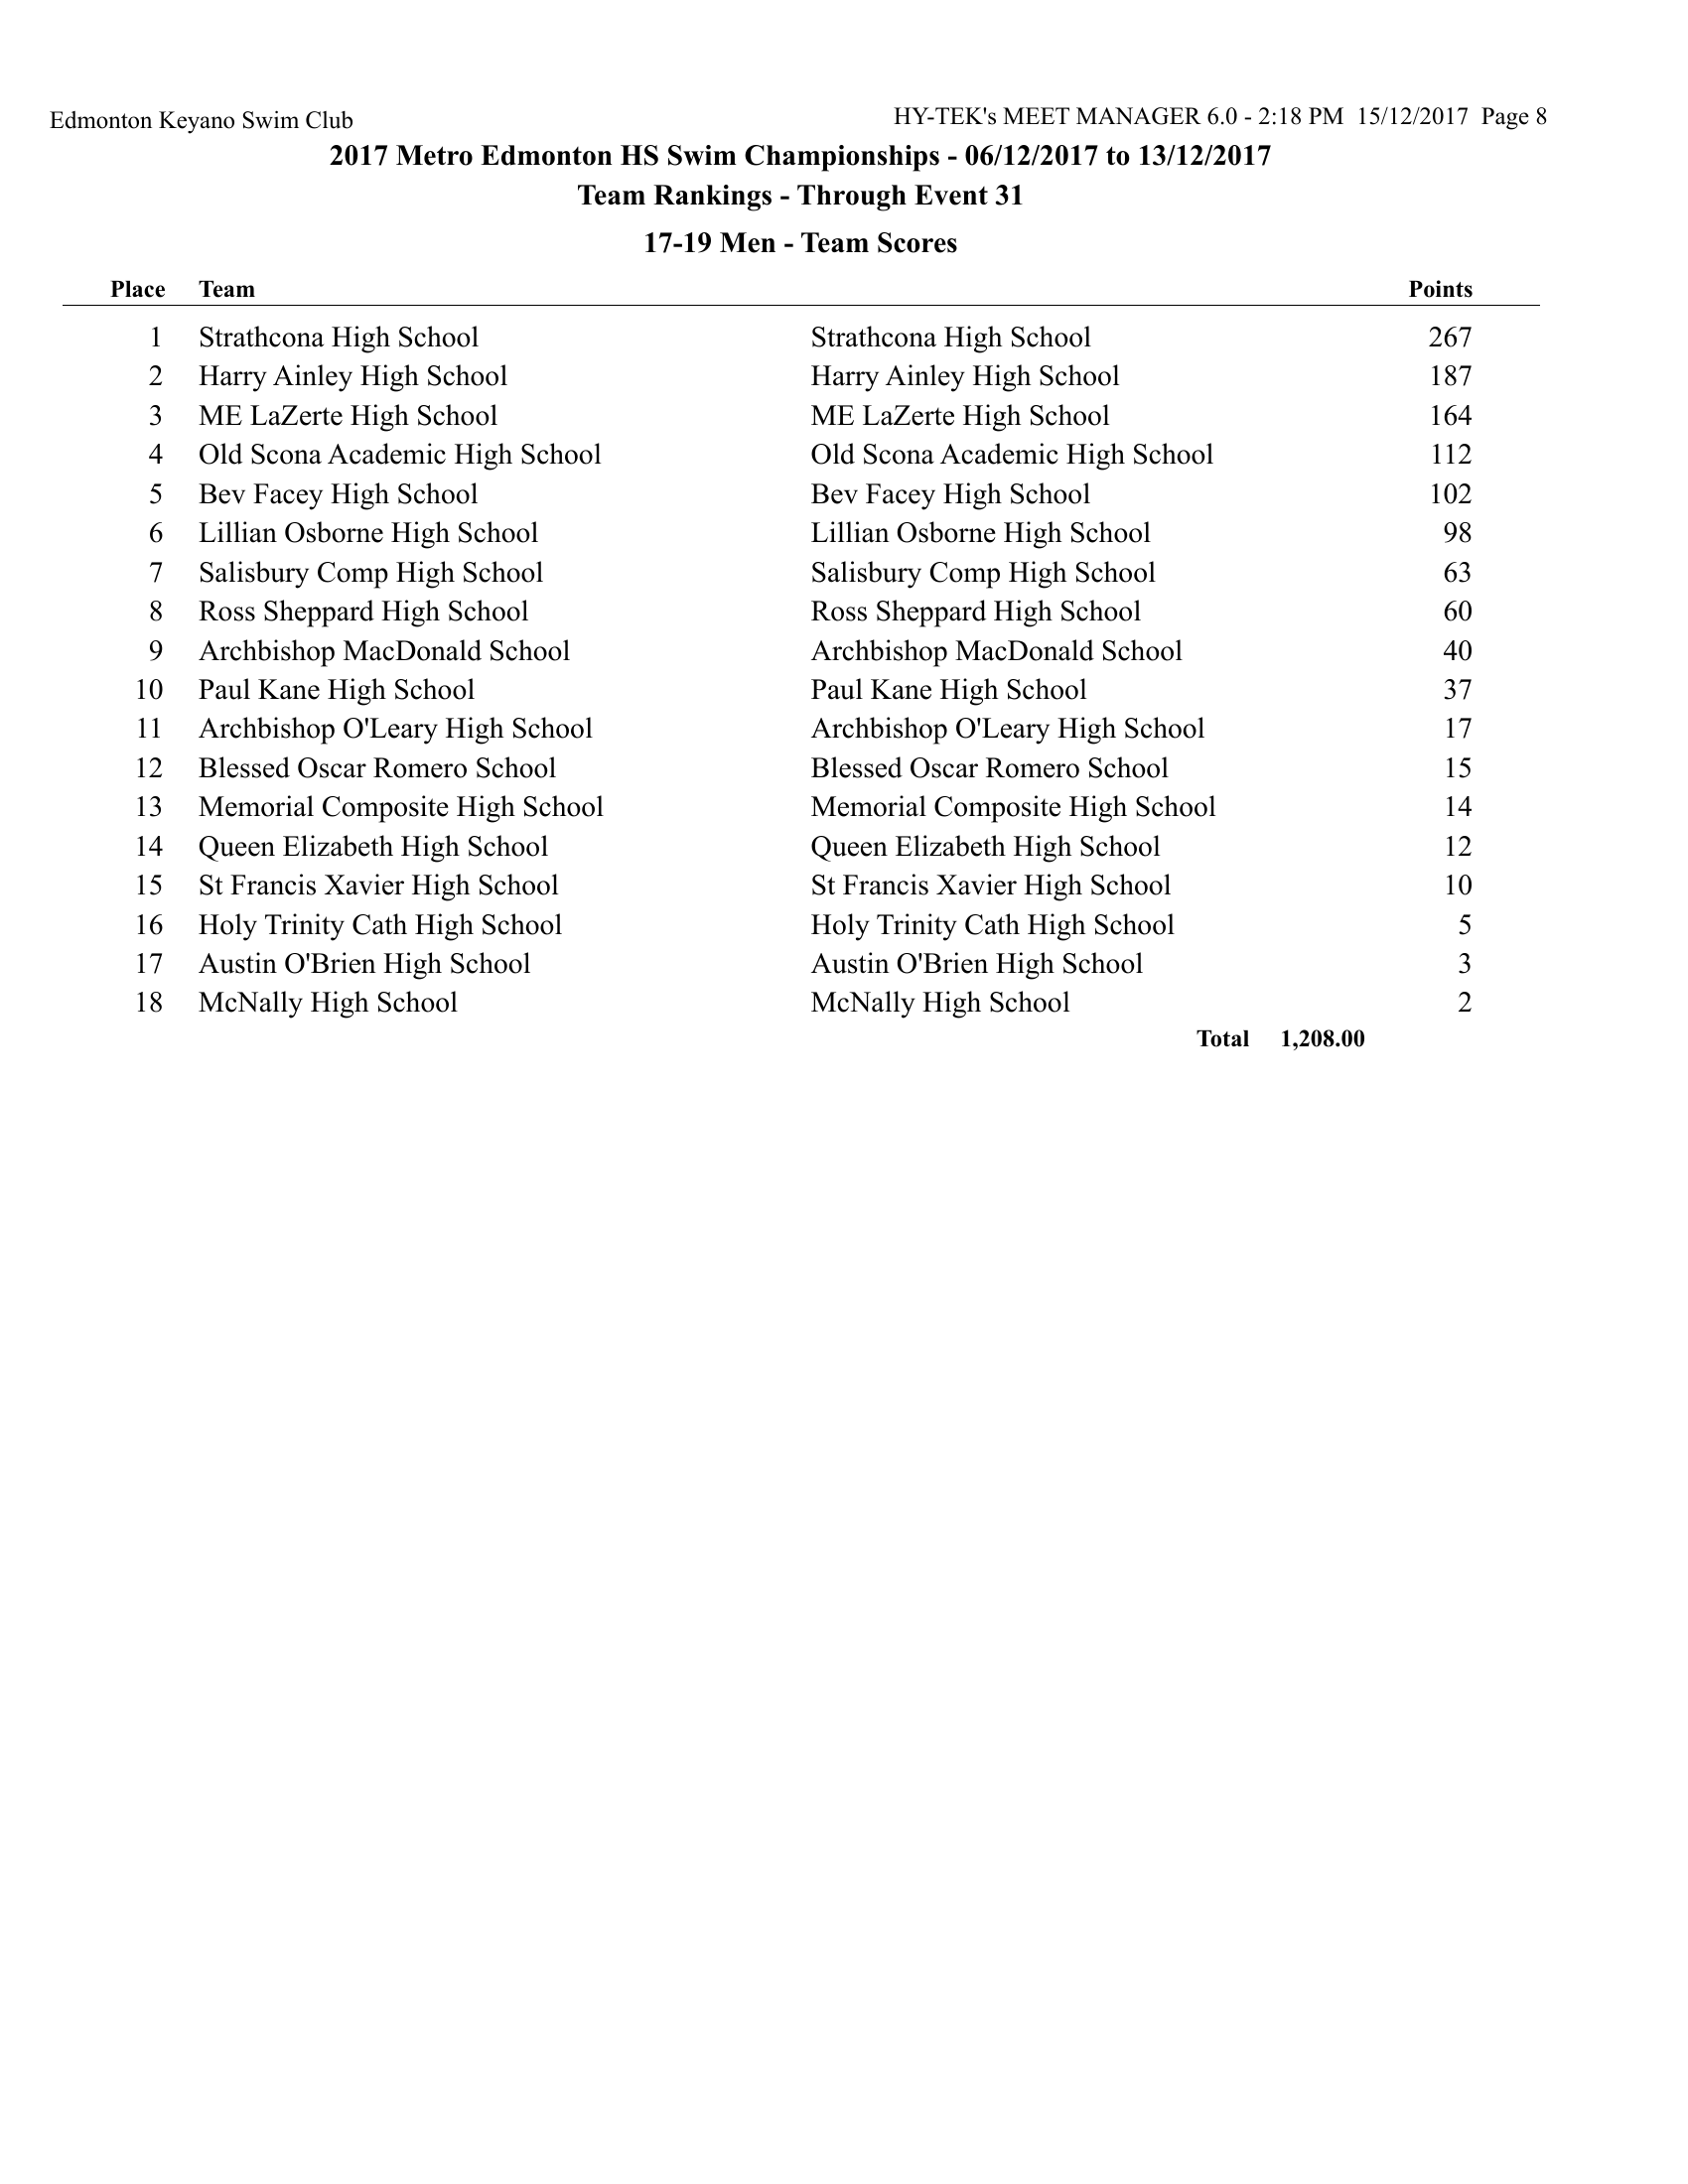 Edmonton Keyano Swim Club HY-TEK's MEET MANAGER 6.0 - 2:18 PM 15/12/2017 Page 8
2017 Metro Edmonton HS Swim Championships - 06/12/2017 to 13/12/2017
Team Rankings - Through Event 31
17-19 Men - Team Scores
Place Team Points
1 Strathcona High School Strathcona High School 267
2 Harry Ainley High School Harry Ainley High School 187
3 ME LaZerte High School ME LaZerte High School 164
4 Old Scona Academic High School Old Scona Academic High School 112
5 Bev Facey High School Bev Facey High School 102
6 Lillian Osborne High School Lillian Osborne High School 98
7 Salisbury Comp High School Salisbury Comp High School 63
8 Ross Sheppard High School Ross Sheppard High School 60
9 Archbishop MacDonald School Archbishop MacDonald School 40
10 Paul Kane High School Paul Kane High School 37
11 Archbishop O'Leary High School Archbishop O'Leary High School 17
12 Blessed Oscar Romero School Blessed Oscar Romero School 15
13 Memorial Composite High School Memorial Composite High School 14
14 Queen Elizabeth High School Queen Elizabeth High School 12
15 St Francis Xavier High School St Francis Xavier High School 10
16 Holy Trinity Cath High School Holy Trinity Cath High School 5
17 Austin O'Brien High School Austin O'Brien High School 3
18 McNally High School McNally High School 2
Total 1,208.00